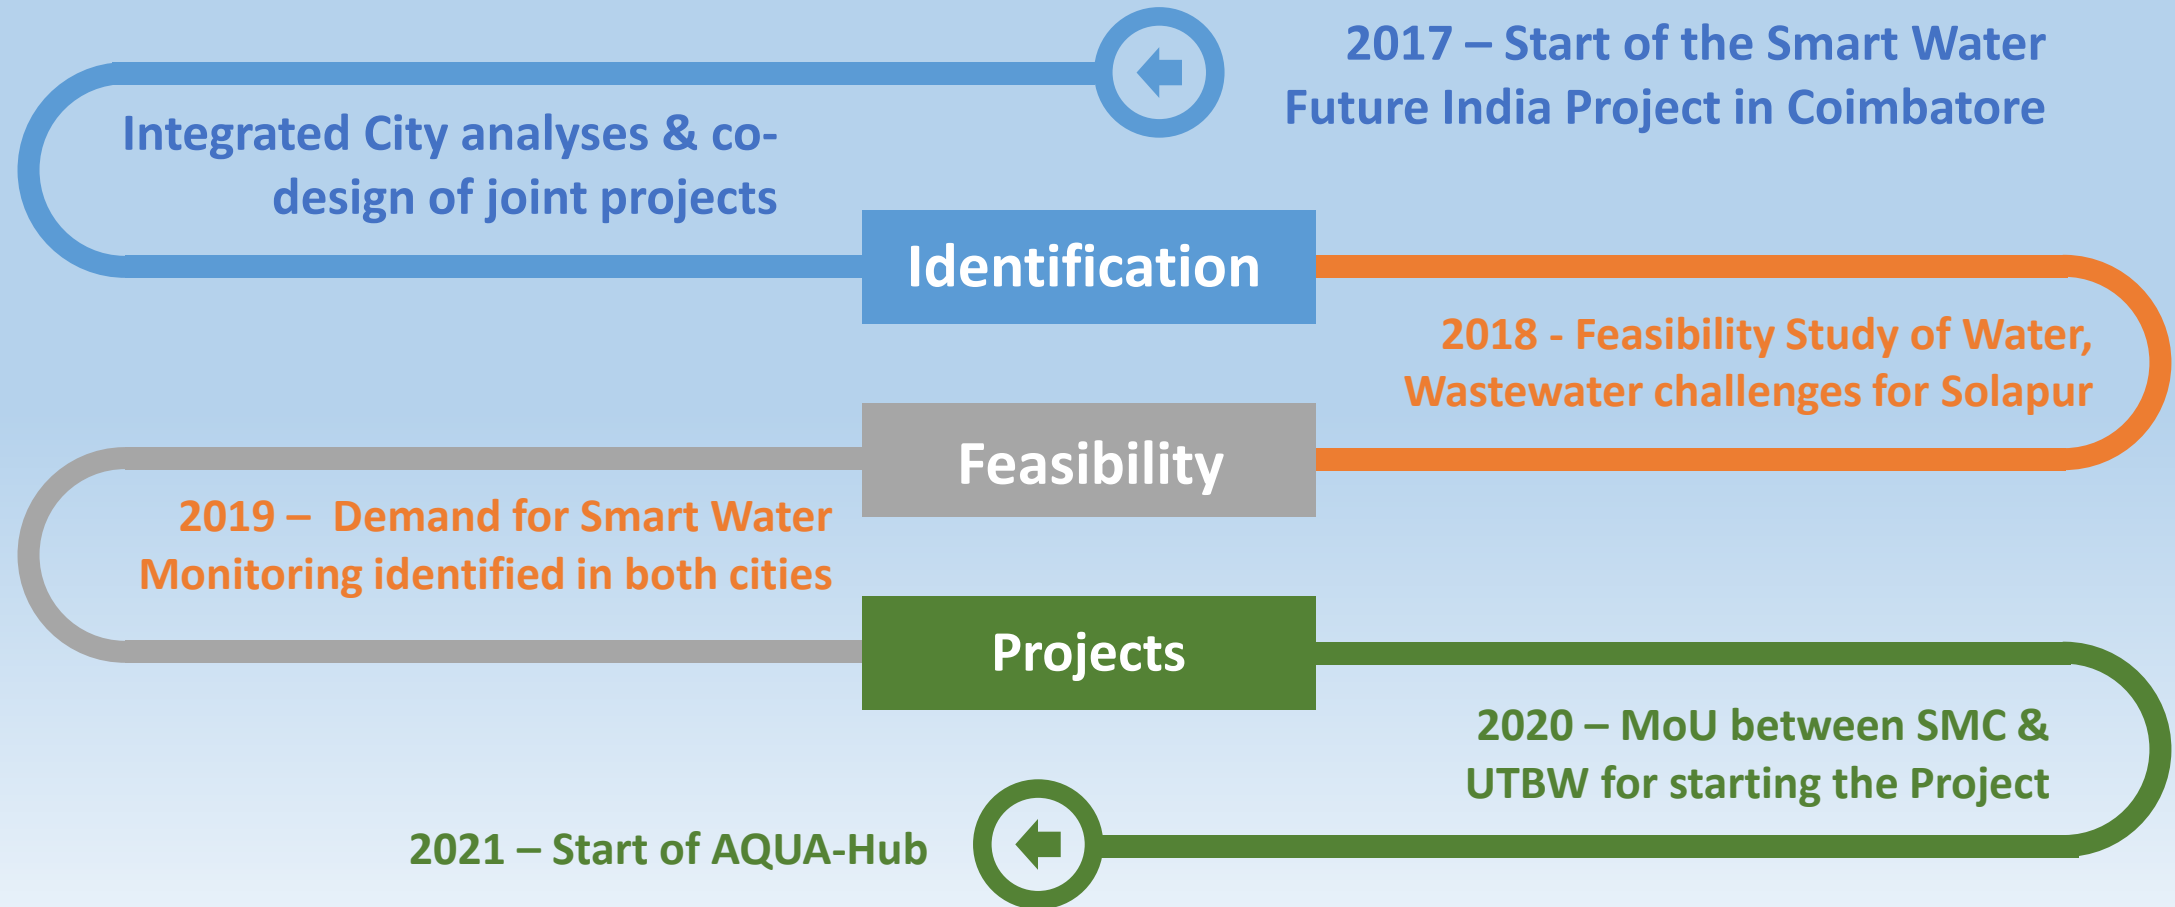 2017 – Start of the Smart Water
Future India Project in Coimbatore
Integrated City analyses & co-
design of joint projects
Identification
2018 - Feasibility Study of Water,
Wastewater challenges for Solapur
Feasibility
2019 – Demand for Smart Water
Monitoring identified in both cities
Projects
2020 – MoU between SMC &
UTBW for starting the Project
2021 – Start of AQUA-Hub